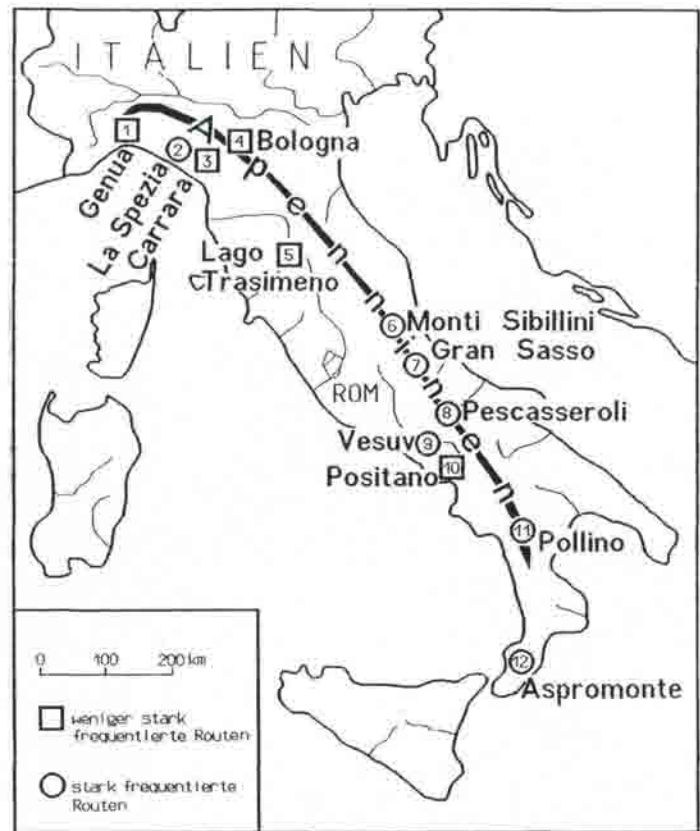 ITALIEN
Apennin en
1
2
3
4 Bologna
Genua
La Spezia
Carrara
Lago 5
Trasimeno
6 Monti Sibillini
7 Gran Sasso
ROM
8 Pescasseroli
Vesuv 9
Positano 10
11 Pollino
12
Aspromonte
0 100 200 km
weniger stark
frequentierte Routen
stark frequentierte
Routen